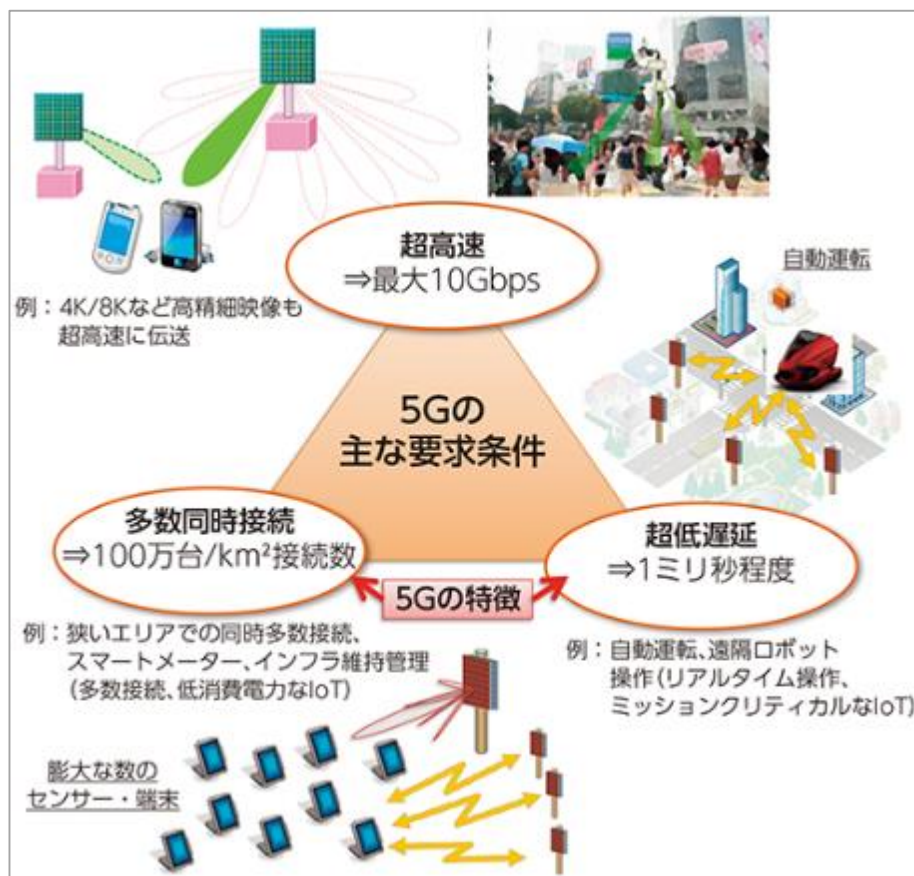 超高速
⇒最大10Gbps
例：4K/8Kなど高精細映像も
超高速に伝送
自動運転
5Gの
主な要求条件
多数同時接続
⇒100万台/km²接続数
超低遅延
⇒1ミリ秒程度
5Gの特徴
例：狭いエリアでの同時多数接続、
スマートメーター、インフラ維持管理
（多数接続、低消費電力なIoT）
例：自動運転、遠隔ロボット
操作（リアルタイム操作、
ミッションクリティカルなIoT）
膨大な数の
センサー・端末